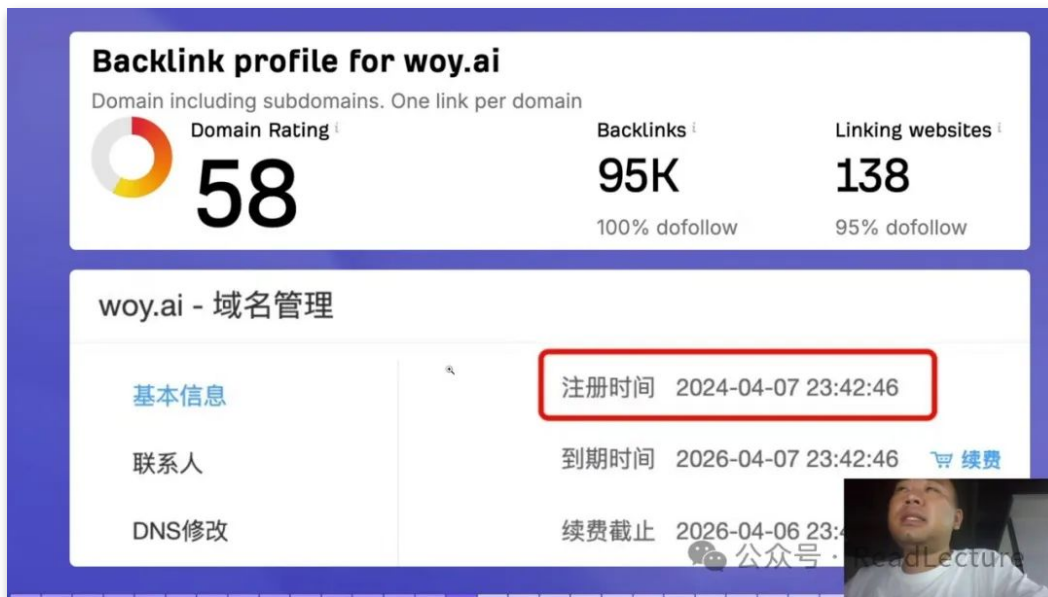 Backlink profile for woy.ai
Domain including subdomains. One link per domain
Domain Rating i
58
Backlinks i
95K
100% dofollow
Linking websites i
138
95% dofollow
woy.ai - 域名管理
基本信息
联系人
DNS修改
注册时间 2024-04-07 23:42:46
到期时间 2026-04-07 23:42:46 续费
续费截止 2026-04-06 23:4
公众号 · ReadLecture